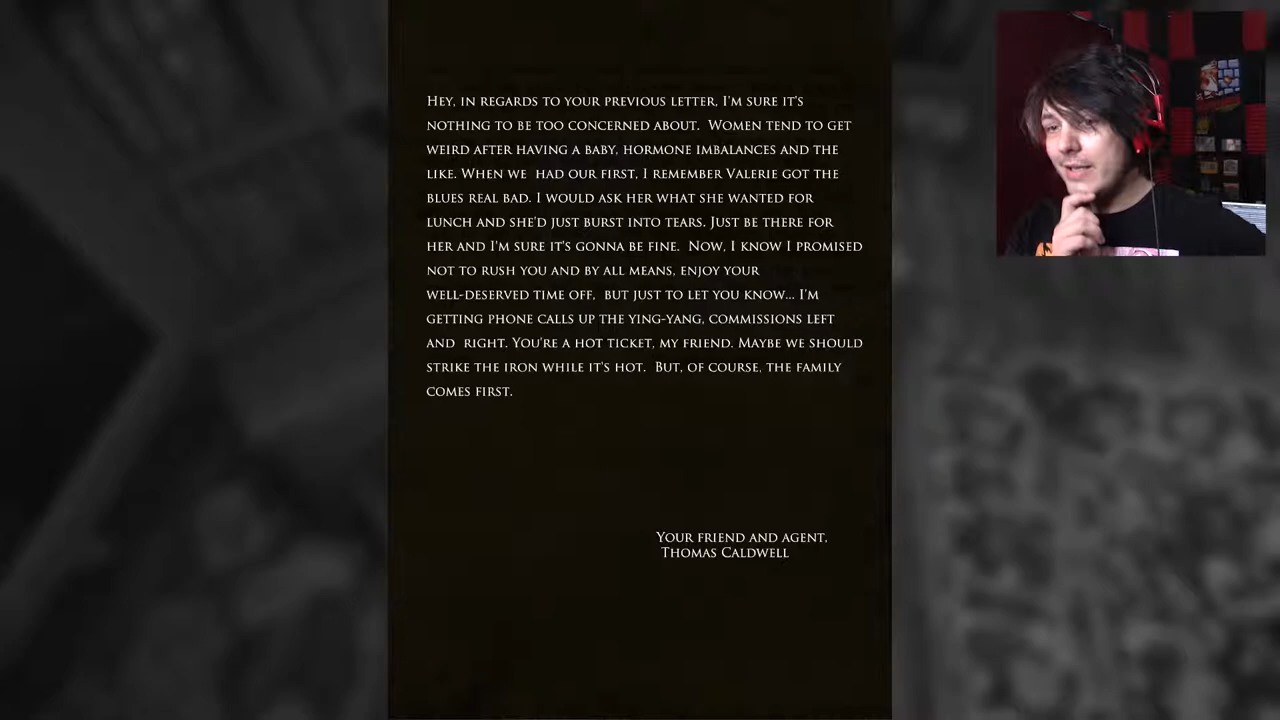 Hey, in regards to your previous letter, I'm sure it's
nothing to be too concerned about.  Women tend to get
weird after having a baby, hormone imbalances and the
like. When we  had our first, I remember Valerie got the
blues real bad. I would ask her what she wanted for
lunch and she'd just burst into tears. Just be there for
her and I'm sure it's gonna be fine.  Now, I know I promised
not to rush you and by all means, enjoy your
well-deserved time off,  but just to let you know... I'm
getting phone calls up the ying-yang, commissions left
and  right. You're a hot ticket, my friend. Maybe we should
strike the iron while it's hot.  But, of course, the family
comes first.
Your friend and agent,
Thomas Caldwell